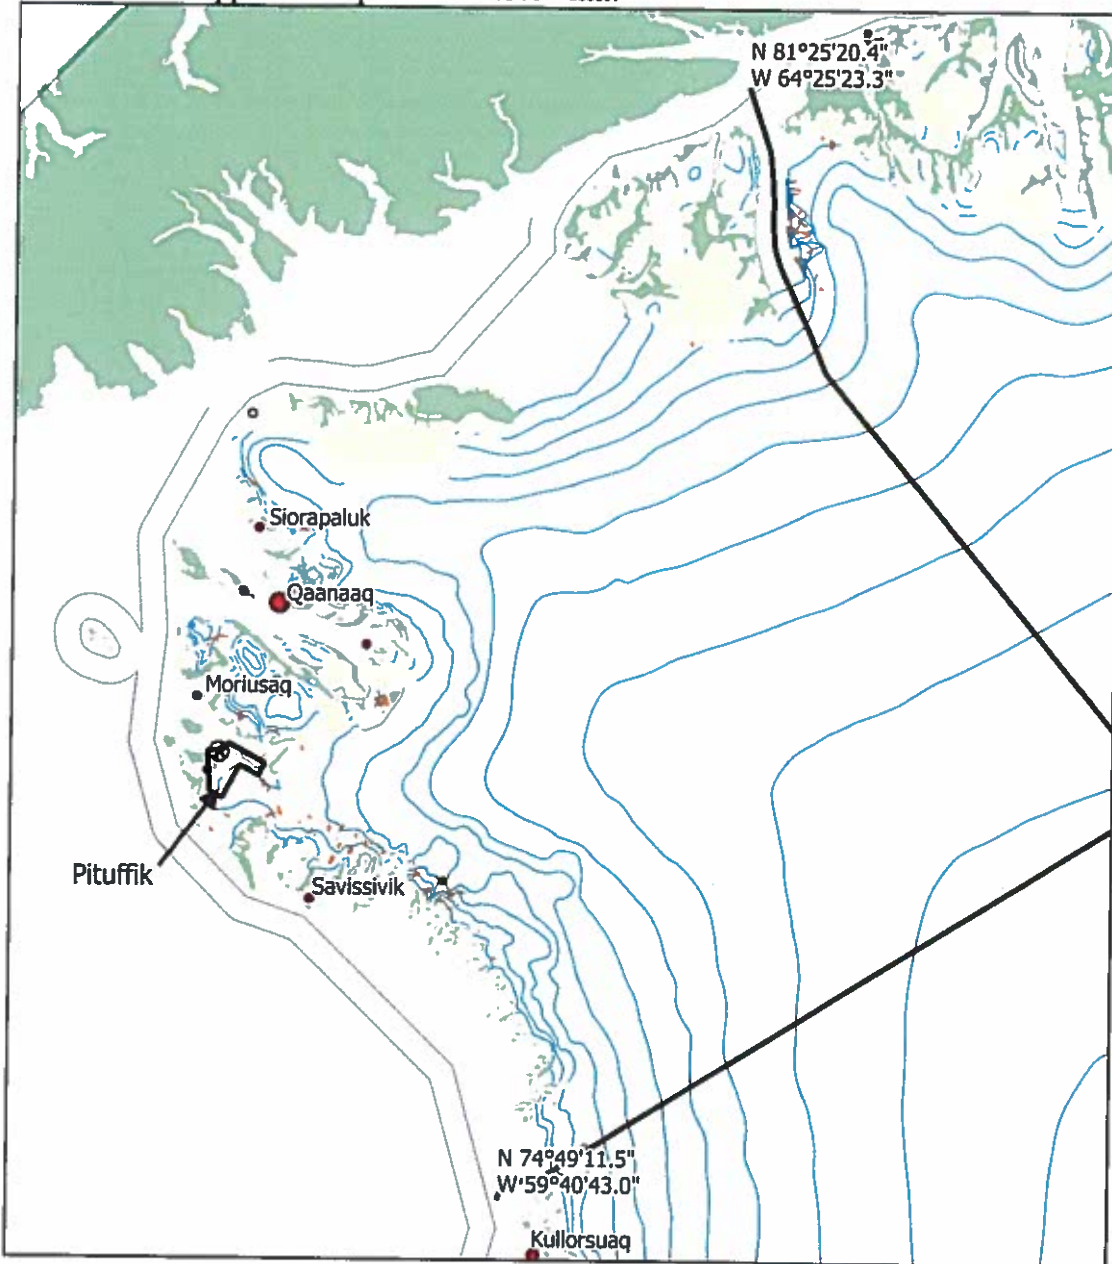 N 81°25'20.4"
W 64°25'23.3"
Siorapaluk
Qaanaaq
Moriusaq
Pituffik
Savissivik
N 74°49'11.5"
W 59°40'43.0"
Kullorsuaq